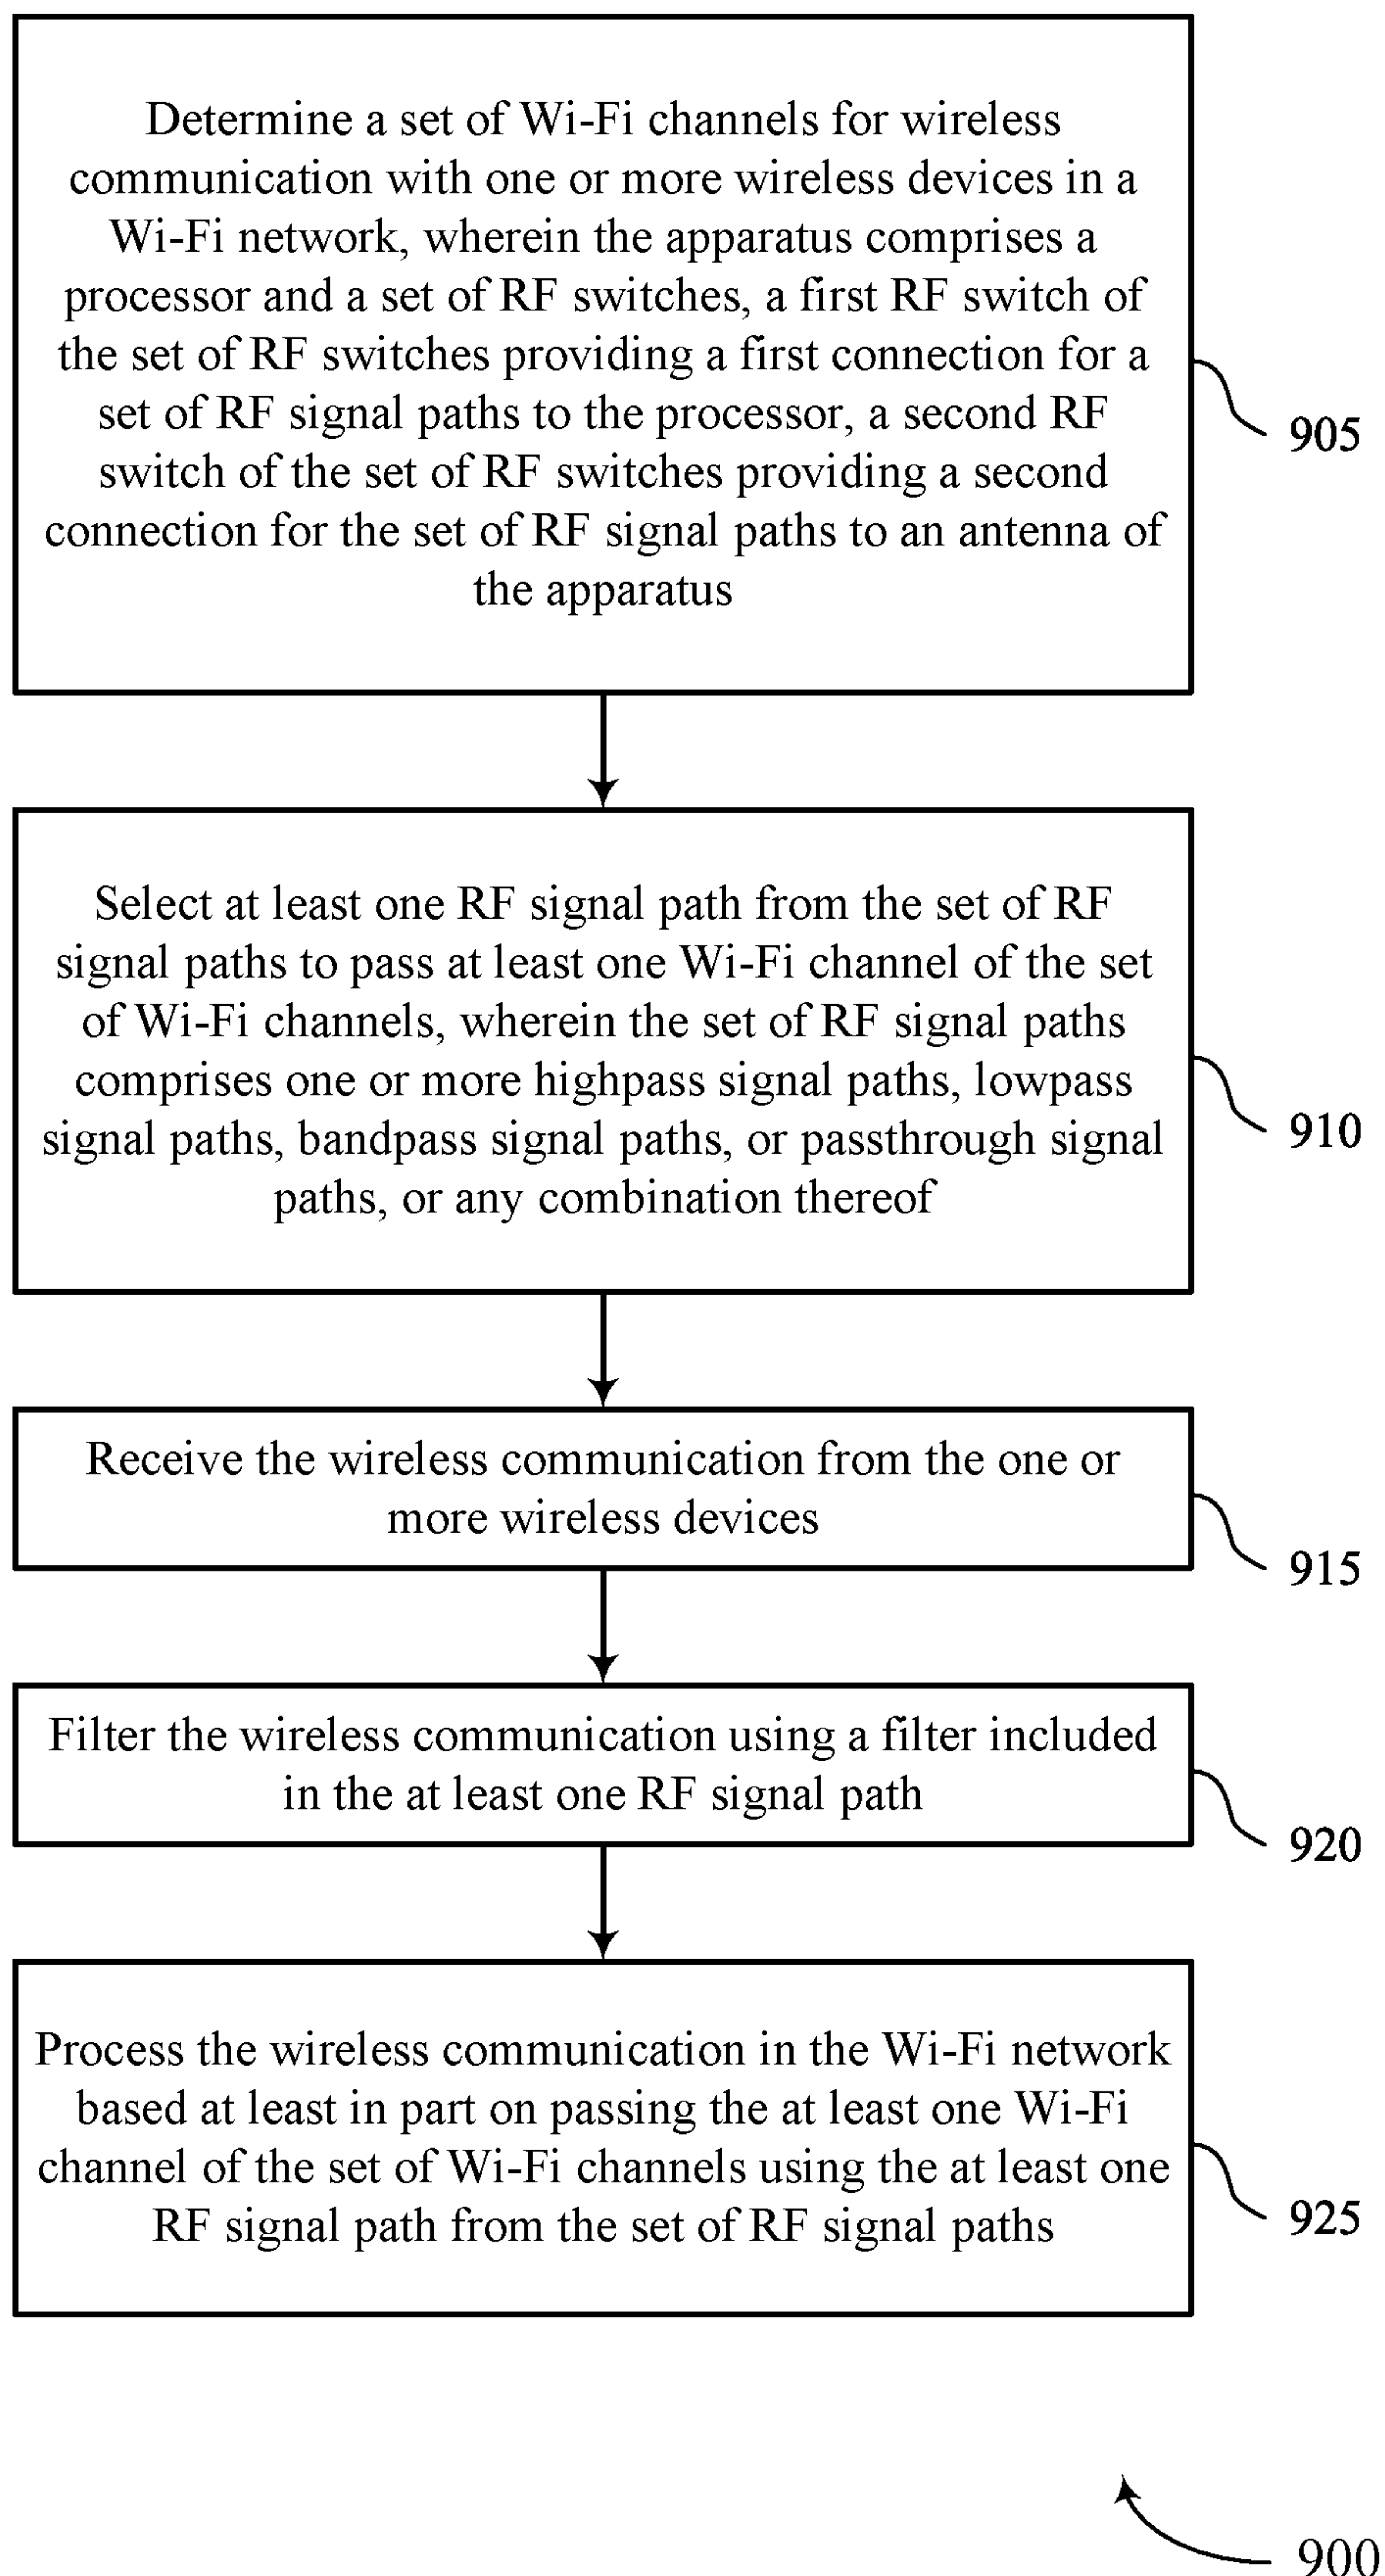 Determine a set of Wi-Fi channels for wireless
communication with one or more wireless devices in a
Wi-Fi network, wherein the apparatus comprises a
processor and a set of RF switches, a first RF switch of
the set of RF switches providing a first connection for a
set of RF signal paths to the processor, a second RF
switch of the set of RF switches providing a second
connection for the set of RF signal paths to an antenna of
the apparatus
905
Select at least one RF signal path from the set of RF
signal paths to pass at least one Wi-Fi channel of the set
of Wi-Fi channels, wherein the set of RF signal paths
comprises one or more highpass signal paths, lowpass
signal paths, bandpass signal paths, or passthrough signal
paths, or any combination thereof
910
Receive the wireless communication from the one or
more wireless devices
915
Filter the wireless communication using a filter included
in the at least one RF signal path
920
Process the wireless communication in the Wi-Fi network
based at least in part on passing the at least one Wi-Fi
channel of the set of Wi-Fi channels using the at least one
RF signal path from the set of RF signal paths
925
900